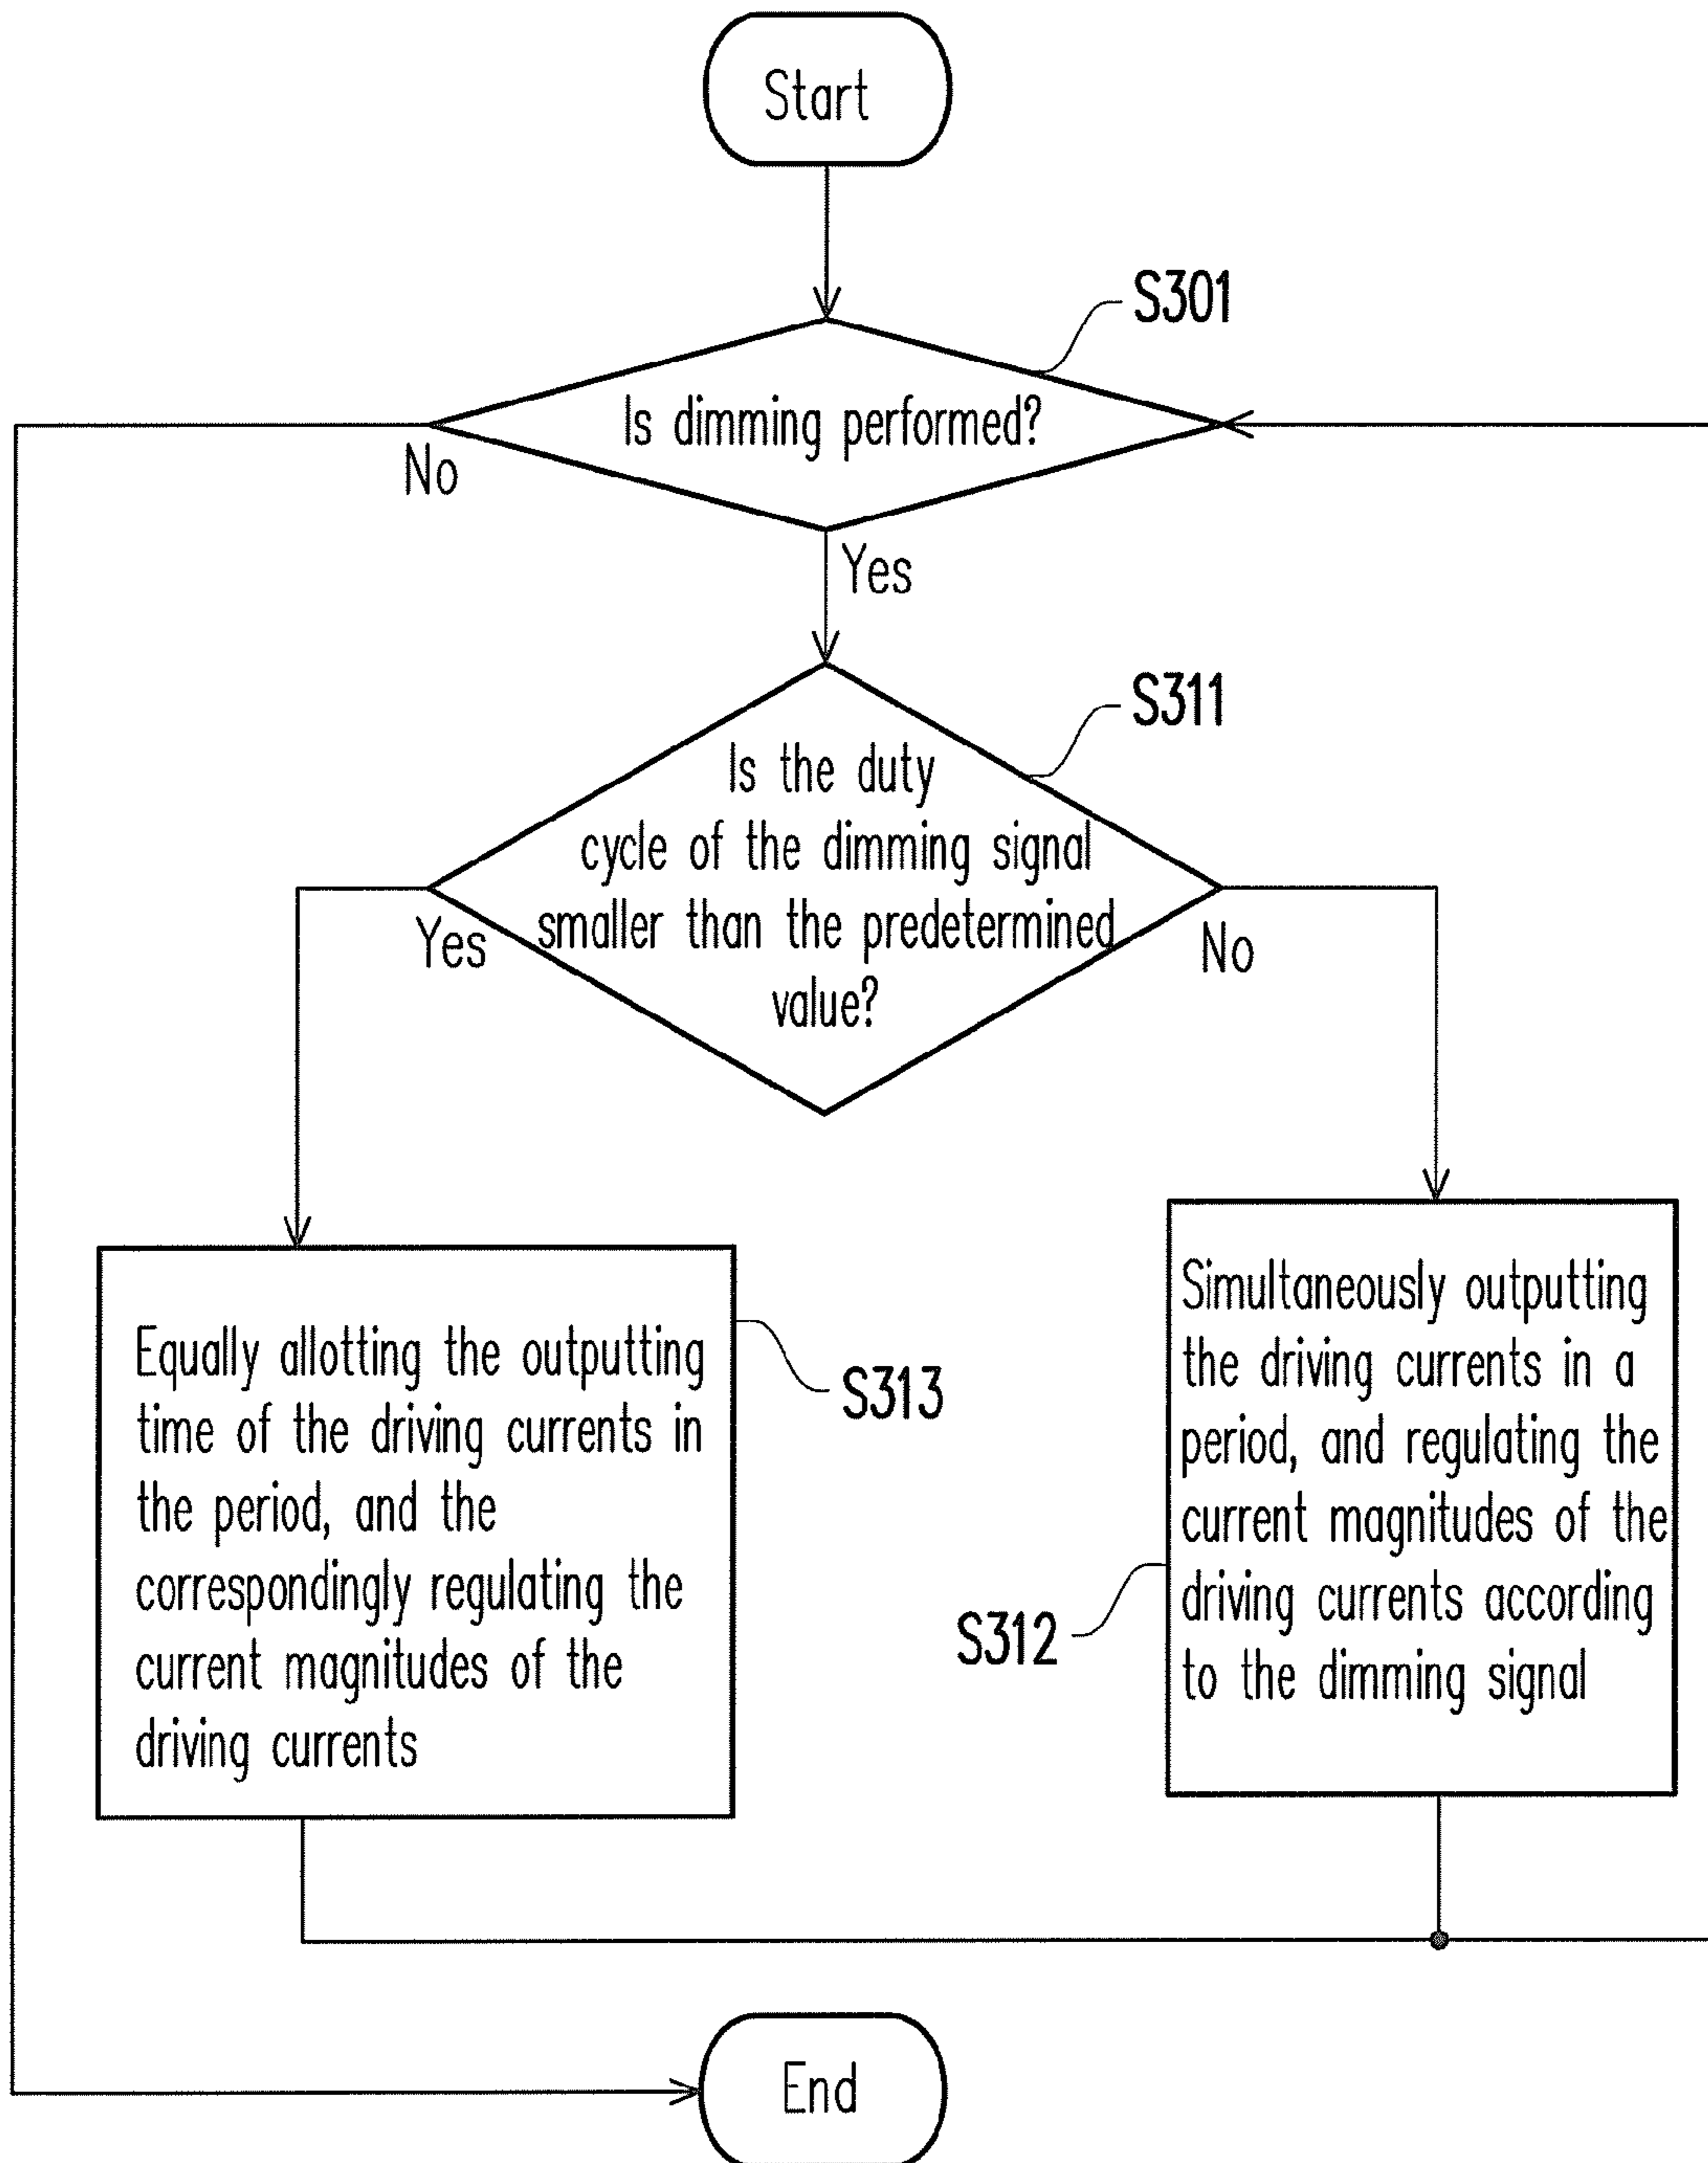 Start
S301
Is dimming performed?
No
Yes
S311
Is the duty
cycle of the dimming signal
smaller than the predetermined
value?
Yes
No
Equally allotting the outputting
time of the driving currents in
the period, and the
correspondingly regulating the
current magnitudes of the
driving currents
S313
Simultaneously outputting
the driving currents in a
period, and regulating the
current magnitudes of the
driving currents according
to the dimming signal
S312
End